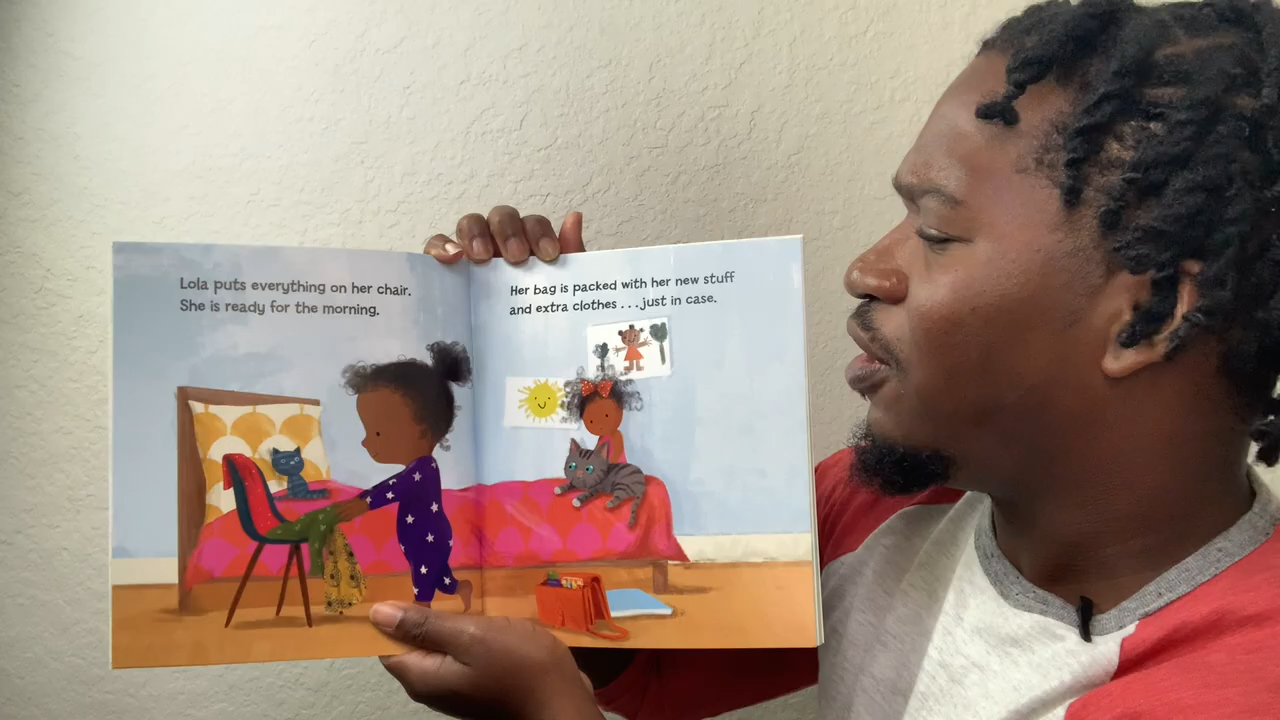 Lola puts everything on her chair.
She is ready for the morning.
Her bag is packed with her new stuff
and extra clothes . . . just in case.